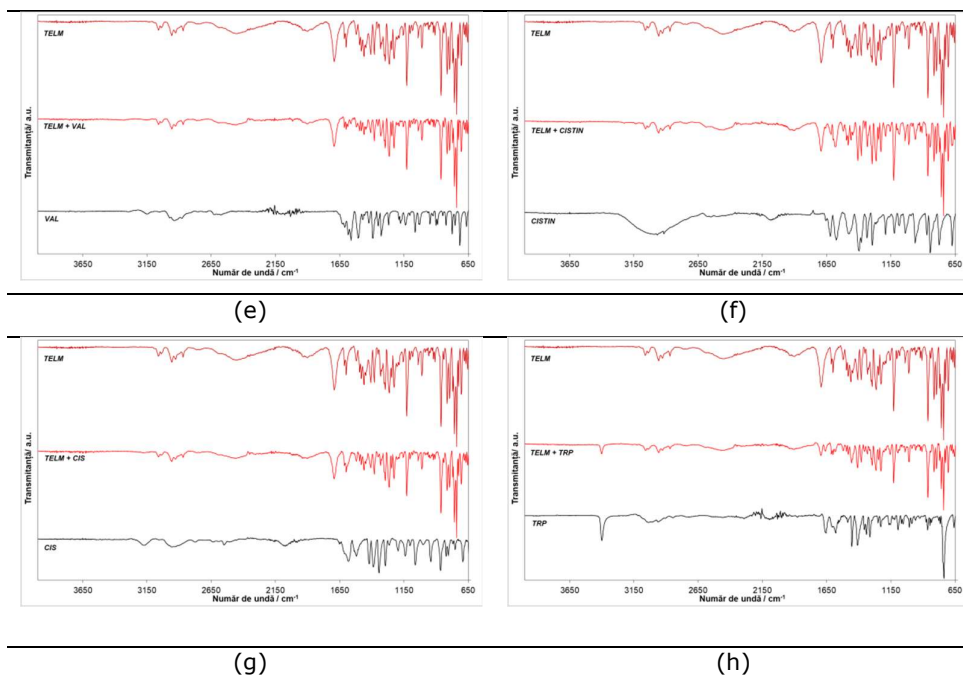 TELM
TELM + VAL
VAL
Transmitanță/ a.u.
3650 3150 2650 2150 1650 1150 650
Număr de undă / cm-1
(e)
TELM
TELM + CISTIN
CISTIN
Transmitanță/ a.u.
3650 3150 2650 2150 1650 1150 650
Număr de undă / cm-1
(f)
TELM
TELM + CIS
CIS
Transmitanță/ a.u.
3650 3150 2650 2150 1650 1150 650
Număr de undă / cm-1
(g)
TELM
TELM + TRP
TRP
Transmitanță/ a.u.
3650 3150 2650 2150 1650 1150 650
Număr de undă / cm-1
(h)